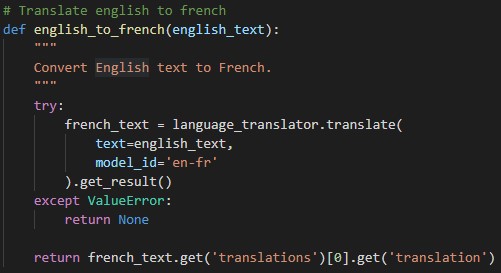 # Translate english to french
def english_to_french(english_text):
    """
    Convert English text to French.
    """
    try:
        french_text = language_translator.translate(
            text=english_text,
            model_id='en-fr'
        ).get_result()
    except ValueError:
        return None

    return french_text.get('translations')[0].get('translation')